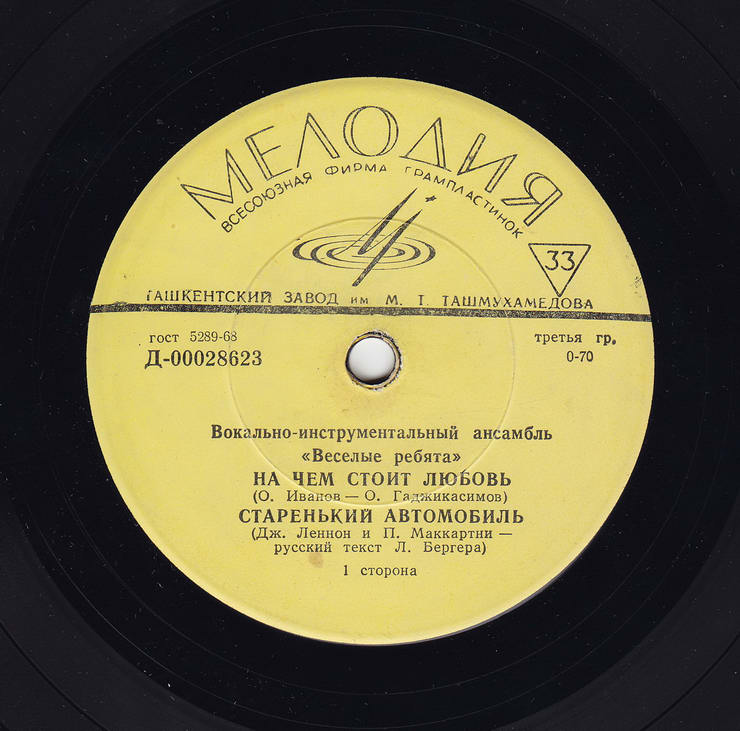 МЕЛОДИЯ
ВСЕСОЮЗНАЯ ФИРМА ГРАМПЛАСТИНОК
33
ТАШКЕНТСКИЙ ЗАВОД ИМ М. Т. ТАШМУХАМЕДОВА
гост 5289-68
третья гр.
Д-00028623
0-70
Вокально-инструментальный ансамбль
«Веселые ребята»
НА ЧЕМ СТОИТ ЛЮБОВЬ
(О. Иванов — О. Гаджикасимов)
СТАРЕНЬКИЙ АВТОМОБИЛЬ
(Дж. Леннон и П. Маккартни —
русский текст Л. Бергера)
1 сторона